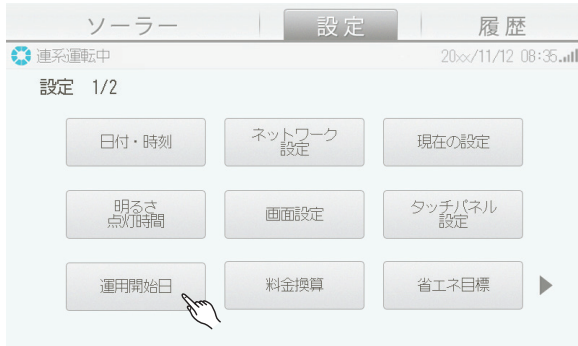 ソーラー 設定 履歴
連系運転中 20xx/11/12 08:35
設定 1/2
日付・時刻
ネットワーク
設定
現在の設定
明るさ
点灯時間
画面設定
タッチパネル
設定
運用開始日
料金換算
省エネ目標